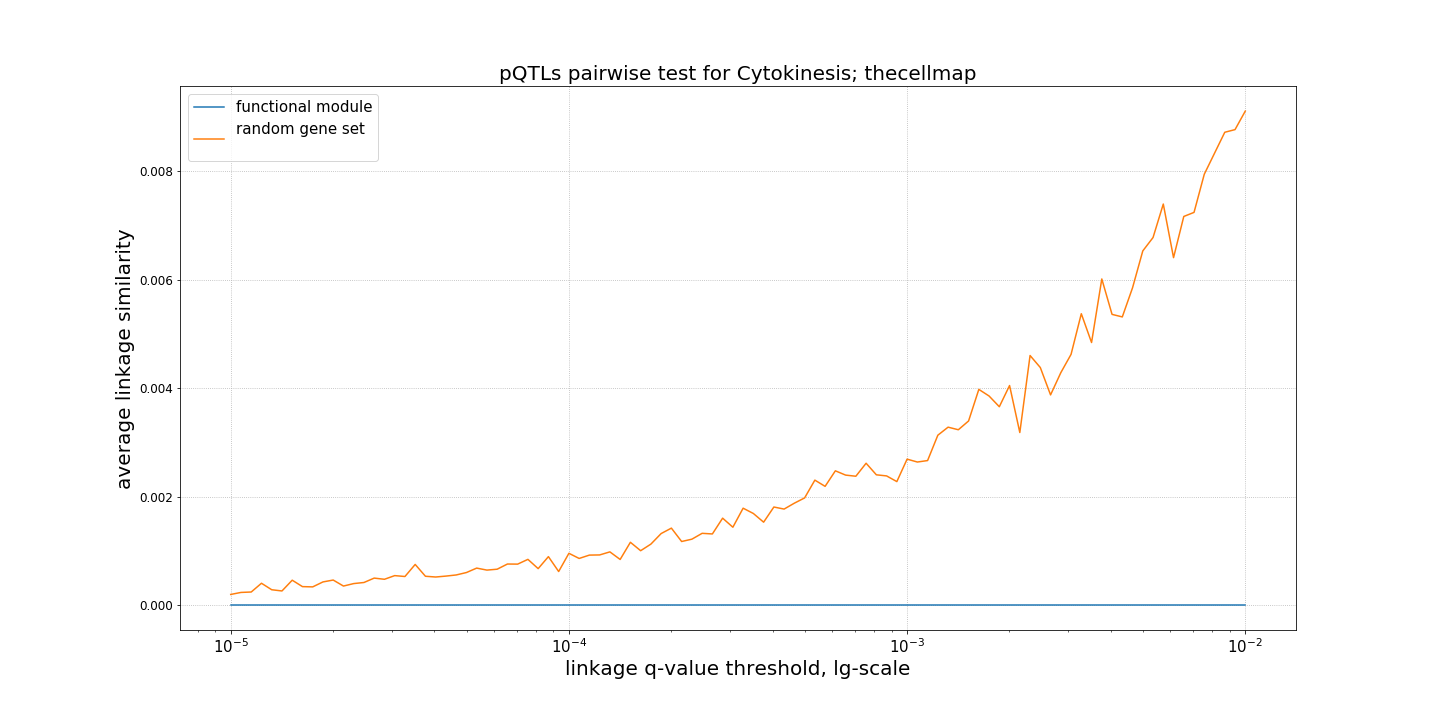 pQTLs pairwise test for Cytokinesis; thecellmap
functional module
random gene set
average linkage similarity
0.008
0.006
0.004
0.002
0.000
10⁻⁵ 10⁻⁴ 10⁻³ 10⁻²
linkage q-value threshold, lg-scale